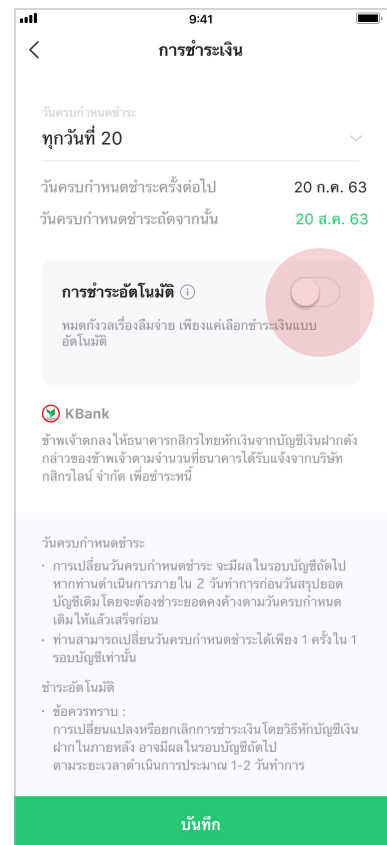 9:41
การชำระเงิน
วันครบกำหนดชำระ
ทุกวันที่ 20
วันครบกำหนดชำระครั้งต่อไป 20 ก.ค. 63
วันครบกำหนดชำระถัดจากนั้น 20 ส.ค. 63
การชำระอัตโนมัติ
หมดกังวลเรื่องลืมจ่าย เพียงแค่เลือกชำระเงินแบบ
อัตโนมัติ
KBank
ข้าพเจ้าตกลงให้ธนาคารกสิกรไทยหักเงินจากบัญชีเงินฝากดัง
กล่าวของข้าพเจ้าตามจำนวนที่ธนาคารได้รับแจ้งจากบริษัท
กสิกรไลน์ จำกัด เพื่อชำระหนี้
วันครบกำหนดชำระ
· การเปลี่ยนวันครบกำหนดชำระ จะมีผลในรอบบัญชีถัดไป
หากท่านดำเนินการภายใน 2 วันทำการก่อนวันสรุปยอด
บัญชีเดิมโดยจะต้องชำระยอดคงค้างตามวันครบกำหนด
เดิมให้แล้วเสร็จก่อน
· ท่านสามารถเปลี่ยนวันครบกำหนดชำระได้เพียง 1 ครั้งใน 1
รอบบัญชีเท่านั้น
ชำระอัตโนมัติ
· ข้อควรทราบ :
การเปลี่ยนแปลงหรือยกเลิกการชำระเงินโดยวิธีหักบัญชีเงิน
ฝากในภายหลัง อาจมีผลในรอบบัญชีถัดไป
ตามระยะเวลาดำเนินการประมาณ 1-2 วันทำการ
บันทึก